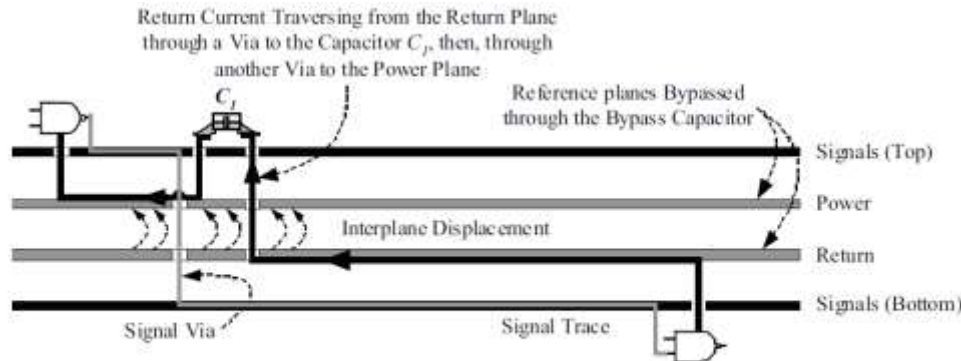 Return Current Traversing from the Return Plane
through a Via to the Capacitor C1, then, through
another Via to the Power Plane
C1
Reference planes Bypassed
through the Bypass Capacitor
Signals (Top)
Power
Interplane Displacement
Return
Signals (Bottom)
Signal Via
Signal Trace